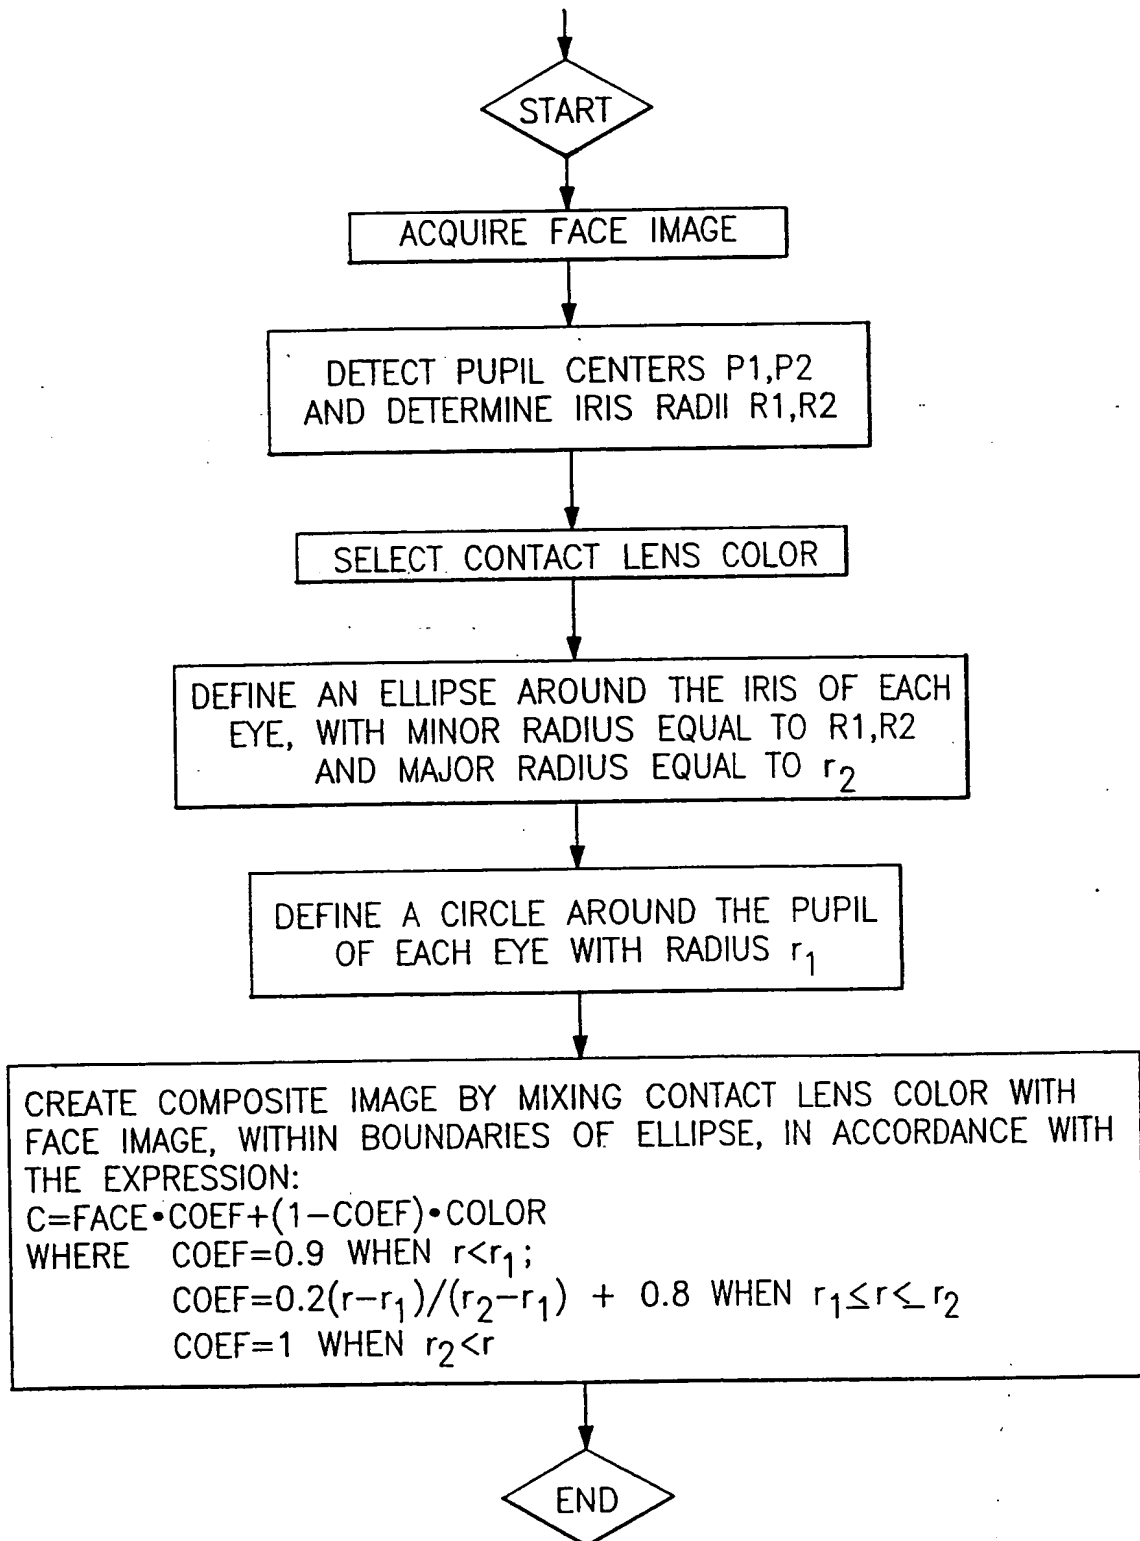 START
ACQUIRE FACE IMAGE
DETECT PUPIL CENTERS P1,P2
AND DETERMINE IRIS RADII R1,R2
SELECT CONTACT LENS COLOR
DEFINE AN ELLIPSE AROUND THE IRIS OF EACH
EYE, WITH MINOR RADIUS EQUAL TO R1,R2
AND MAJOR RADIUS EQUAL TO r₂
DEFINE A CIRCLE AROUND THE PUPIL
OF EACH EYE WITH RADIUS r₁
CREATE COMPOSITE IMAGE BY MIXING CONTACT LENS COLOR WITH
FACE IMAGE, WITHIN BOUNDARIES OF ELLIPSE, IN ACCORDANCE WITH
THE EXPRESSION:
C=FACE•COEF+(1−COEF)•COLOR
WHERE COEF=0.9 WHEN r<r₁;
COEF=0.2(r−r₁)/(r₂−r₁) + 0.8 WHEN r₁≤r≤r₂
COEF=1 WHEN r₂<r
END